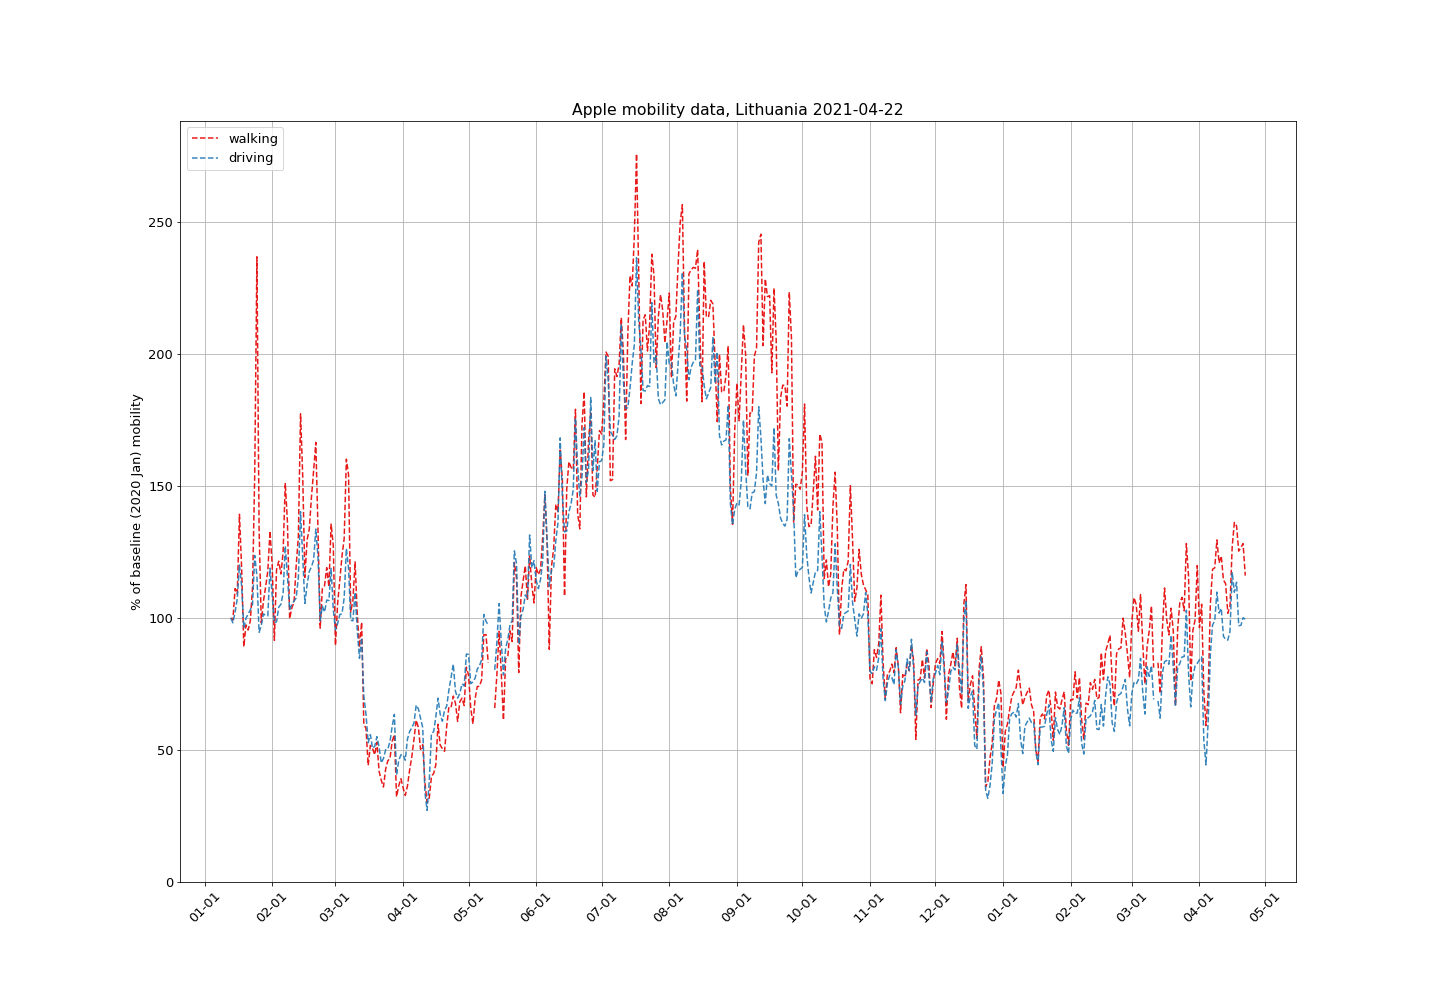 Apple mobility data, Lithuania 2021-04-22
walking
driving
% of baseline (2020 Jan) mobility
250
200
150
100
50
0
01-01 02-01 03-01 04-01 05-01 06-01 07-01 08-01 09-01 10-01 11-01 12-01 01-01 02-01 03-01 04-01 05-01